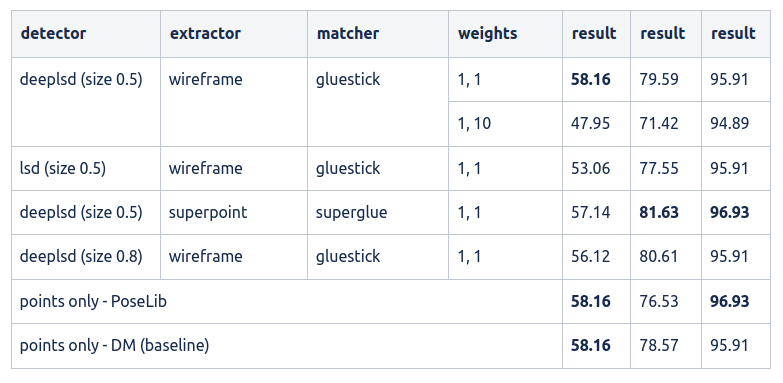 detector extractor matcher weights result result result
deeplsd (size 0.5) wireframe gluestick 1, 1 58.16 79.59 95.91
1, 10 47.95 71.42 94.89
lsd (size 0.5) wireframe gluestick 1, 1 53.06 77.55 95.91
deeplsd (size 0.5) superpoint superglue 1, 1 57.14 81.63 96.93
deeplsd (size 0.8) wireframe gluestick 1, 1 56.12 80.61 95.91
points only - PoseLib 58.16 76.53 96.93
points only - DM (baseline) 58.16 78.57 95.91